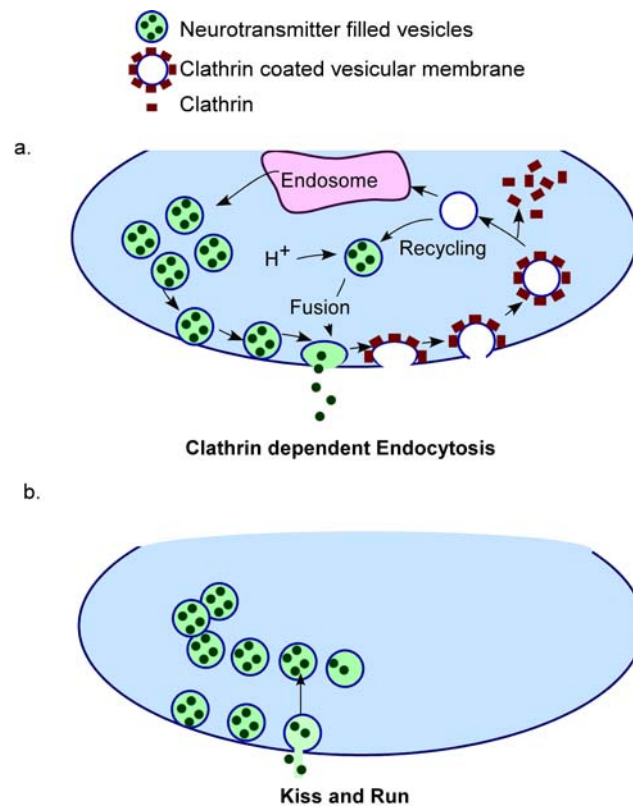 Neurotransmitter filled vesicles
Clathrin coated vesicular membrane
Clathrin
a.
Endosome
Recycling
H+
Fusion
Clathrin dependent Endocytosis
b.
Kiss and Run